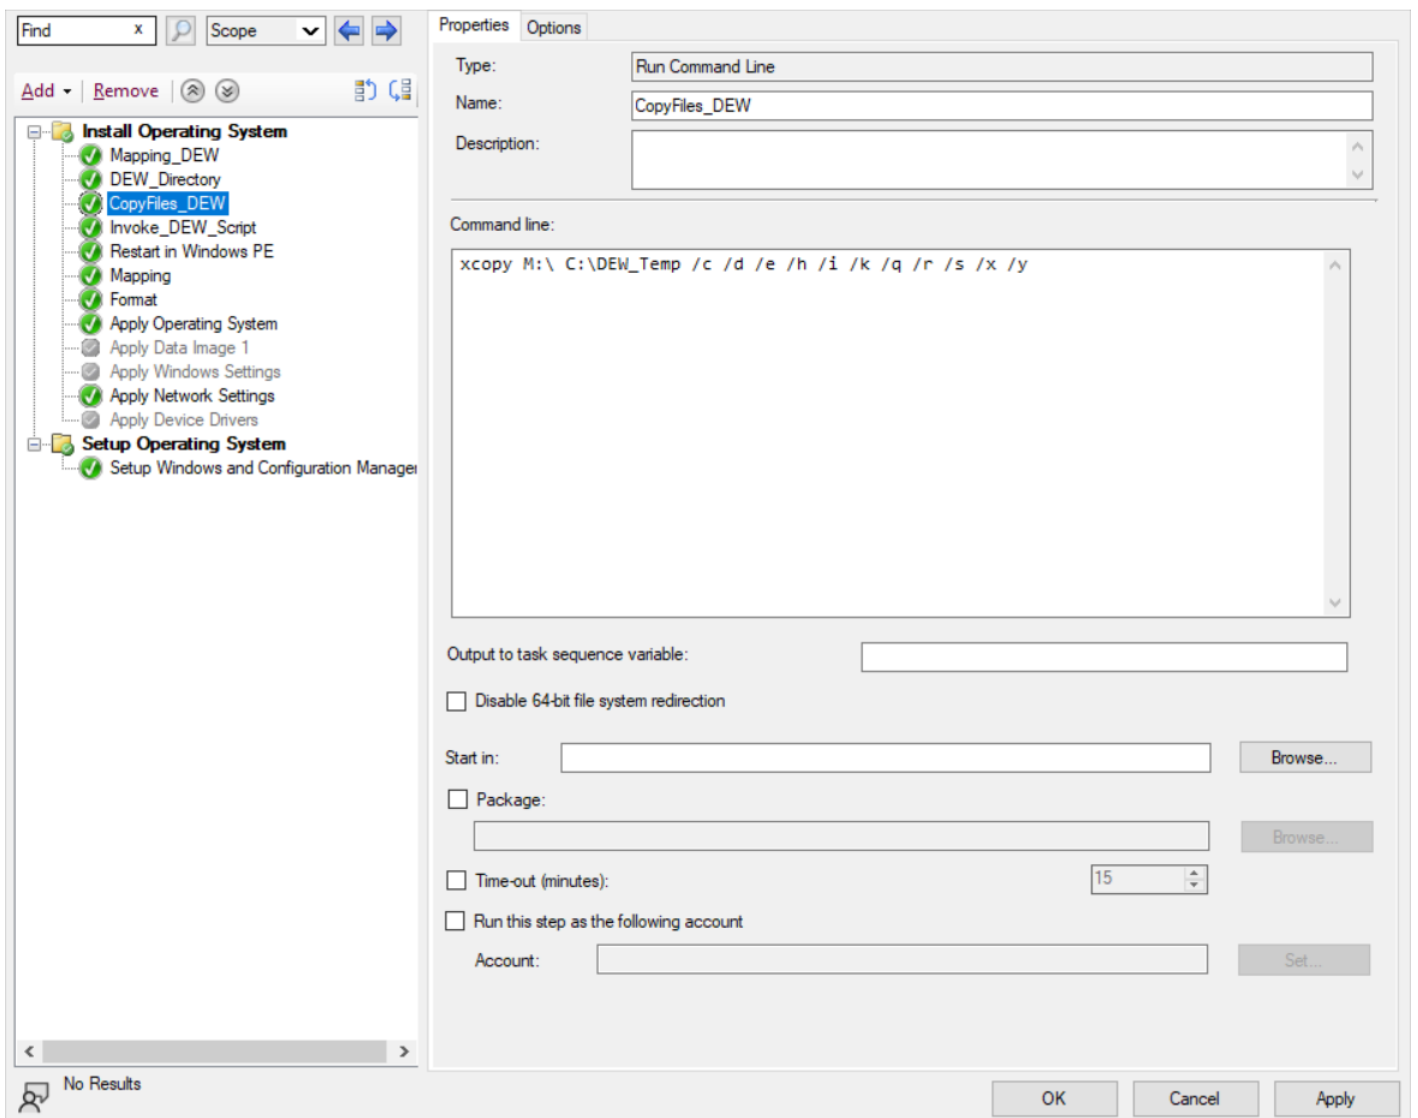 Find x
Scope
Add
Remove
Install Operating System
Mapping_DEW
DEW_Directory
CopyFiles_DEW
Invoke_DEW_Script
Restart in Windows PE
Mapping
Format
Apply Operating System
Apply Data Image 1
Apply Windows Settings
Apply Network Settings
Apply Device Drivers
Setup Operating System
Setup Windows and Configuration Manager
No Results
Properties
Options
Type: Run Command Line
Name: CopyFiles_DEW
Description:
Command line:
xcopy M:\ C:\DEW_Temp /c /d /e /h /i /k /q /r /s /x /y
Output to task sequence variable:
Disable 64-bit file system redirection
Start in: Browse...
Package:
Browse...
Time-out (minutes): 15
Run this step as the following account
Account: Set...
OK Cancel Apply